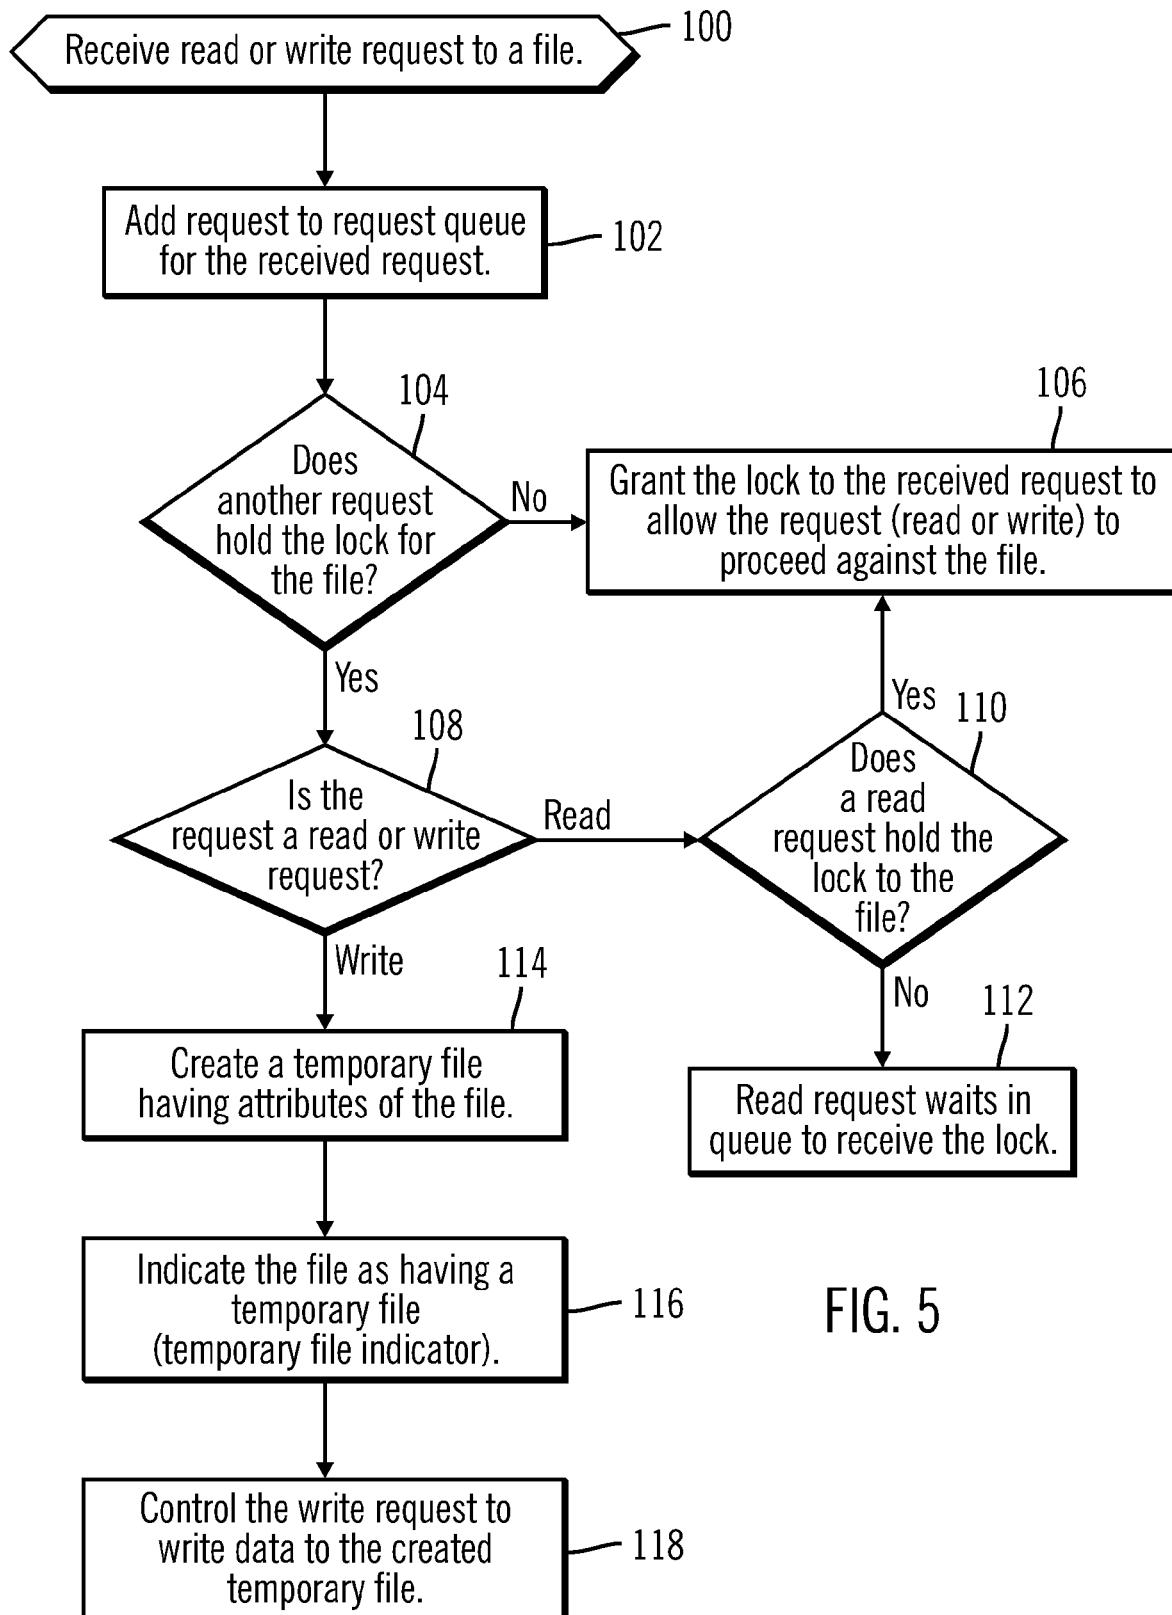 Receive read or write request to a file.
100
Add request to request queue
for the received request.
102
104
Does
another request
hold the lock for
the file?
No
106
Grant the lock to the received request to
allow the request (read or write) to
proceed against the file.
Yes
108
Is the
request a read or write
request?
Read
Yes
110
Does
a read
request hold the
lock to the
file?
Write
No
114
Create a temporary file
having attributes of the file.
112
Read request waits in
queue to receive the lock.
Indicate the file as having a
temporary file
(temporary file indicator).
116
FIG. 5
Control the write request to
write data to the created
temporary file.
118